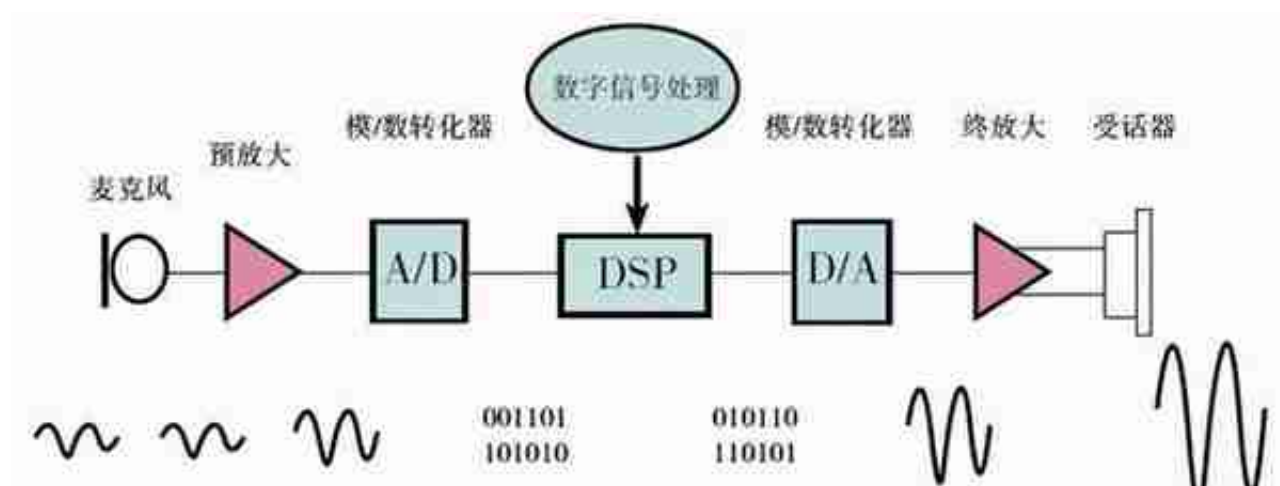 数字信号处理
模/数转化器
模/数转化器
终放大
受话器
预放大
麦克风
A/D
DSP
D/A
001101
101010
010110
110101